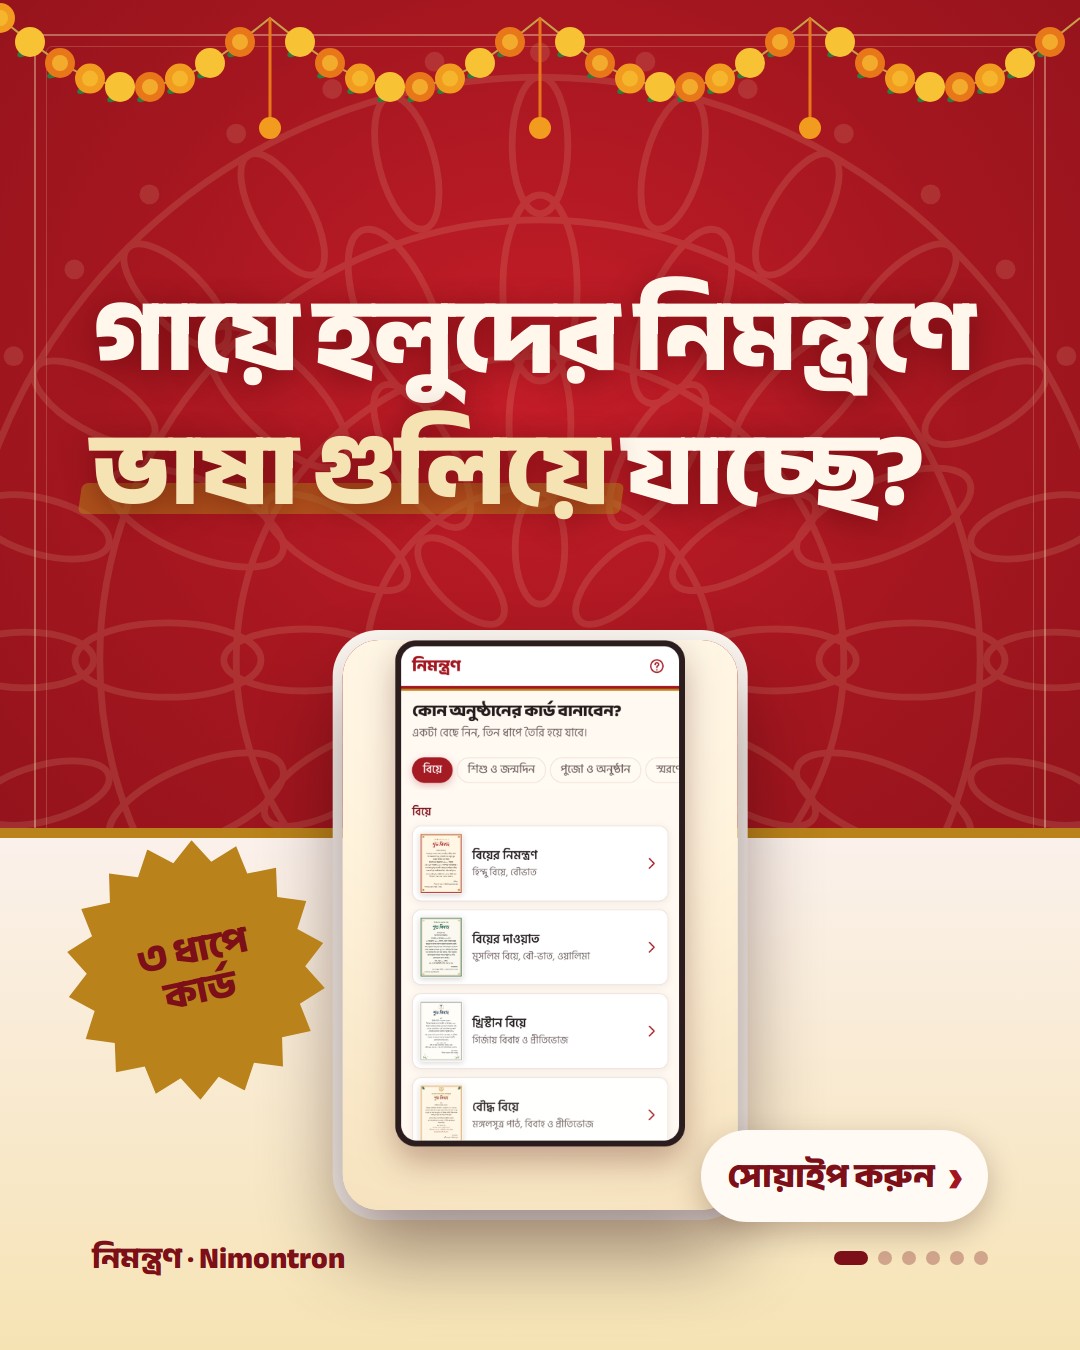 গায়ে হলুদের নিমন্ত্রণে
ভাষা গুলিয়ে যাচ্ছে?
নিমন্ত্রণ
কোন অনুষ্ঠানের কার্ড বানাবেন?
একটা বেছে নিন, তিন ধাপে তৈরি হয়ে যাবে।
বিয়ে
শিশু ও জন্মদিন
পুজো ও অনুষ্ঠান
বিয়ে
বিয়ের নিমন্ত্রণ
হিন্দু বিয়ে, বৌভাত
বিয়ের দাওয়াত
মুসলিম বিয়ে, বৌ-ভাত, ওয়ালিমা
খ্রিস্টান বিয়ে
গির্জায় বিবাহ ও প্রীতিভোজ
বৌদ্ধ বিয়ে
মঙ্গলসূত্র পাঠ, বিবাহ ও প্রীতিভোজ
৩ ধাপে
কার্ড
সোয়াইপ করুন ›
নিমন্ত্রণ · Nimontron